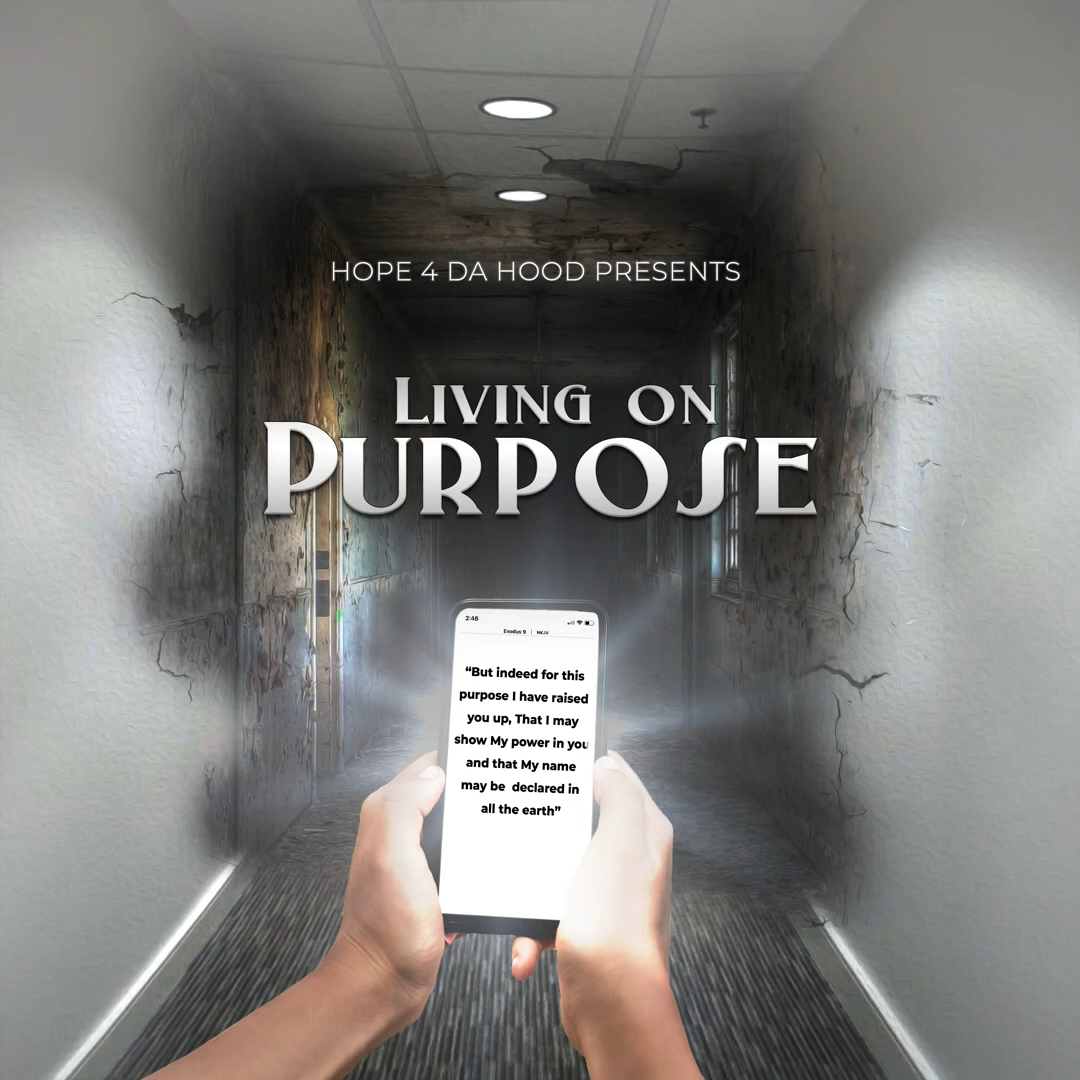 HOPE 4 DA HOOD PRESENTS
LIVING ON
PURPOSE
2:46
Exodus 9 | NKJV
“But indeed for this
purpose I have raised
you up, That I may
show My power in you
and that My name
may be declared in
all the earth”